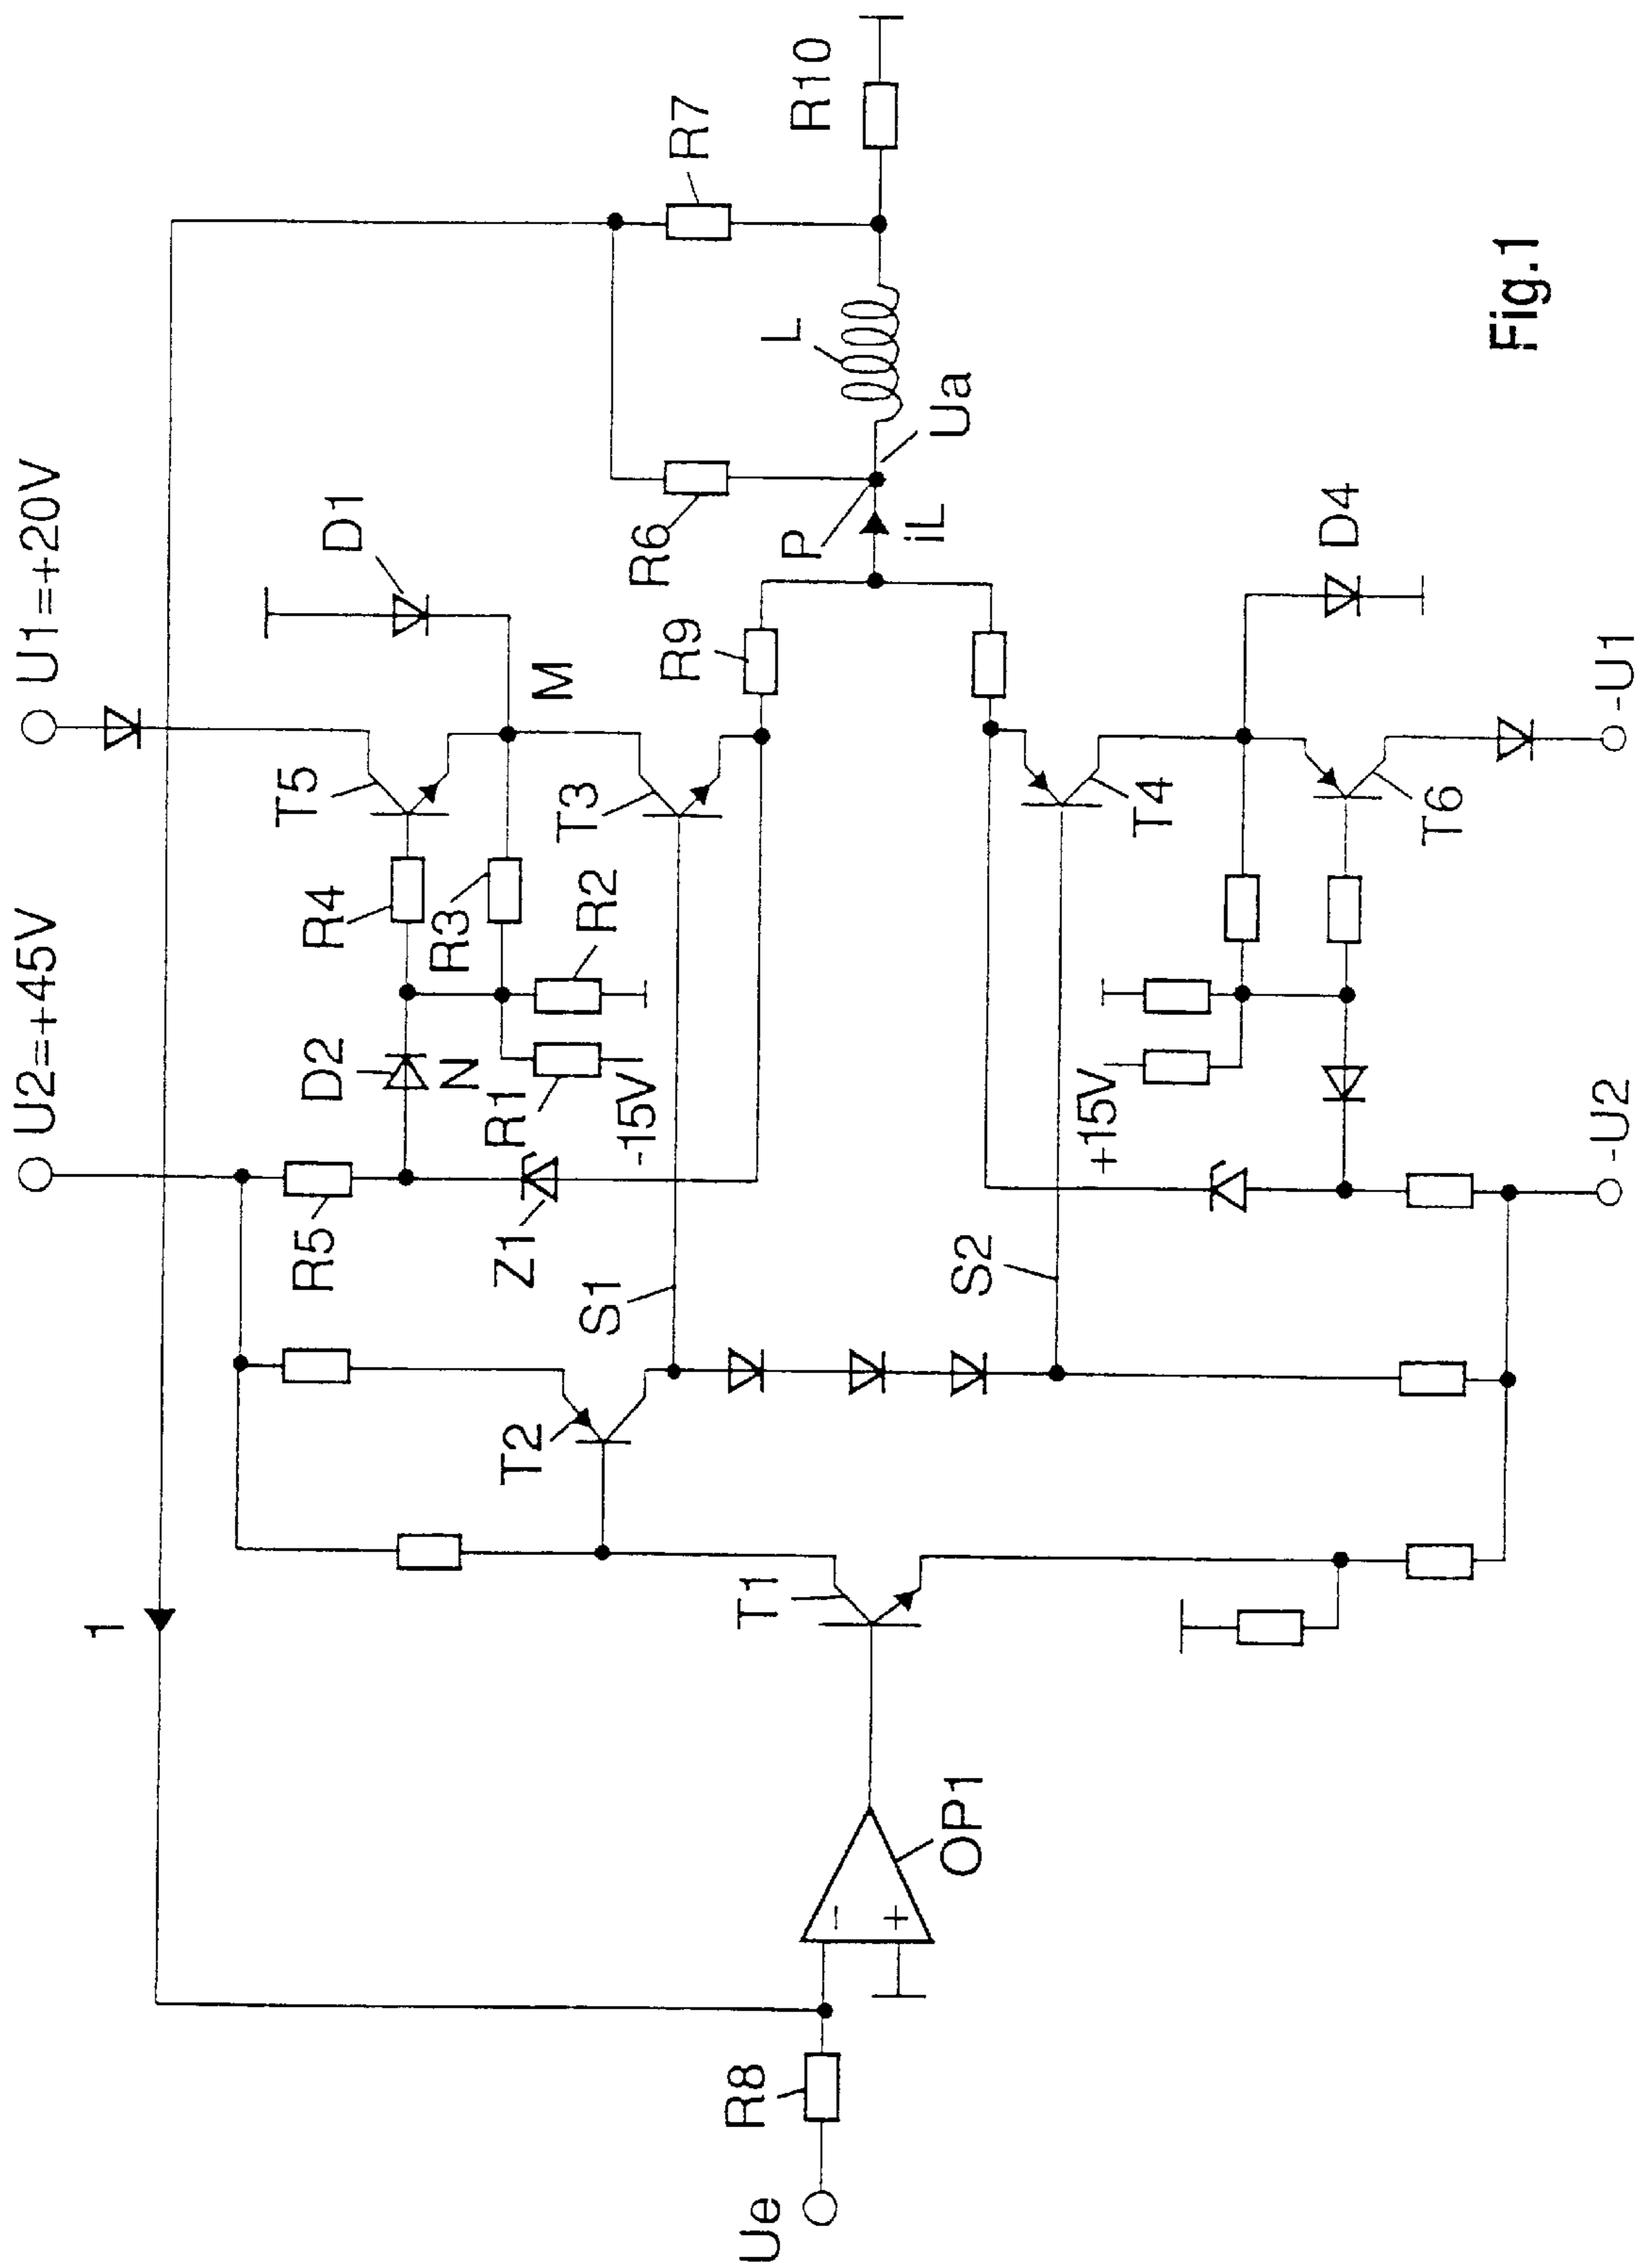 U2=+45V
U1=+20V
1
R5
D2
R4
T5
D1
R7
R10
Z1
N
R3
M
R6
R1
R2
-15V
T3
R9
P
L
T2
S1
iL
Ua
T1
S2
+15V
T4
D4
T6
Ue
R8
−
+
OP1
-U2
-U1
Fig.1